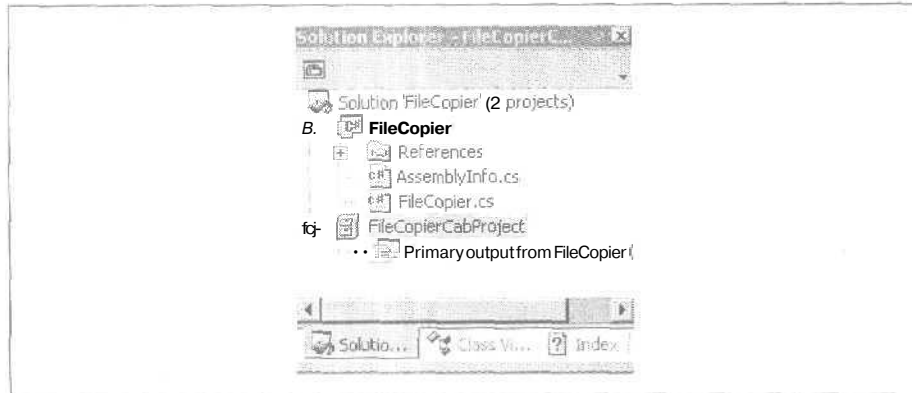 Solution Explorer - FileCopierC...
Solution 'FileCopier' (2 projects)
B. C# FileCopier
+ References
C# AssemblyInfo.cs
C# FileCopier.cs
FileCopierCabProject
•• Primary output from FileCopier (
Solutio... Class Vi... ? Index